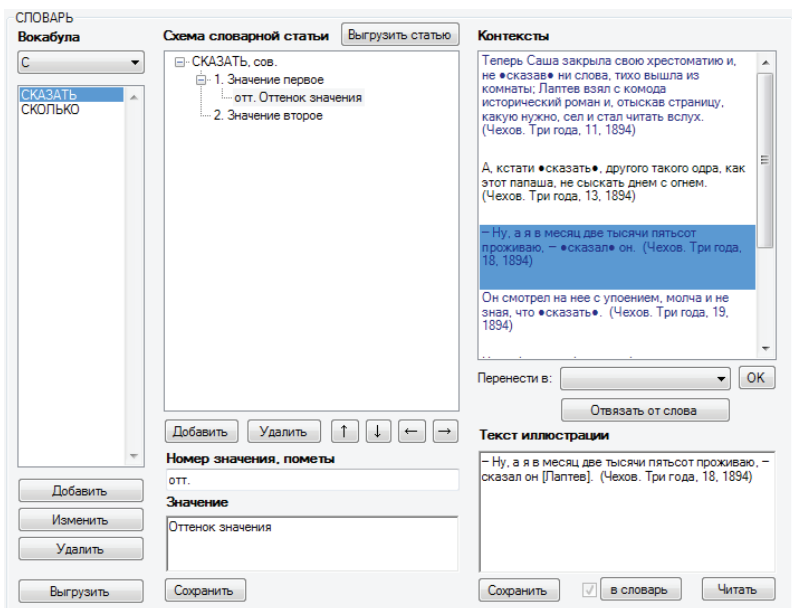 СЛОВАРЬ
Вокабула
С
СКАЗАТЬ
СКОЛЬКО
Добавить
Изменить
Удалить
Выгрузить
Схема словарной статьи
Выгрузить статью
СКАЗАТЬ, сов.
1. Значение первое
отт. Оттенок значения
2. Значение второе
Добавить
Удалить
↑
↓
←
→
Номер значения, пометы
отт.
Значение
Оттенок значения
Сохранить
Контексты
Теперь Саша закрыла свою хрестоматию и,
не ●сказав● ни слова, тихо вышла из
комнаты; Лаптев взял с комода
исторический роман и, отыскав страницу,
какую нужно, сел и стал читать вслух.
(Чехов. Три года, 11, 1894)
А, кстати ●сказать●, другого такого одра, как
этот папаша, не сыскать днем с огнем.
(Чехов. Три года, 13, 1894)
– Ну, а я в месяц две тысячи пятьсот
проживаю, – ●сказал● он. (Чехов. Три года,
18, 1894)
Он смотрел на нее с упоением, молча и не
зная, что ●сказать●. (Чехов. Три года, 19,
1894)
Перенести в:
OK
Отвязать от слова
Текст иллюстрации
– Ну, а я в месяц две тысячи пятьсот проживаю, –
сказал он [Лаптев]. (Чехов. Три года, 18, 1894)
Сохранить
в словарь
Читать